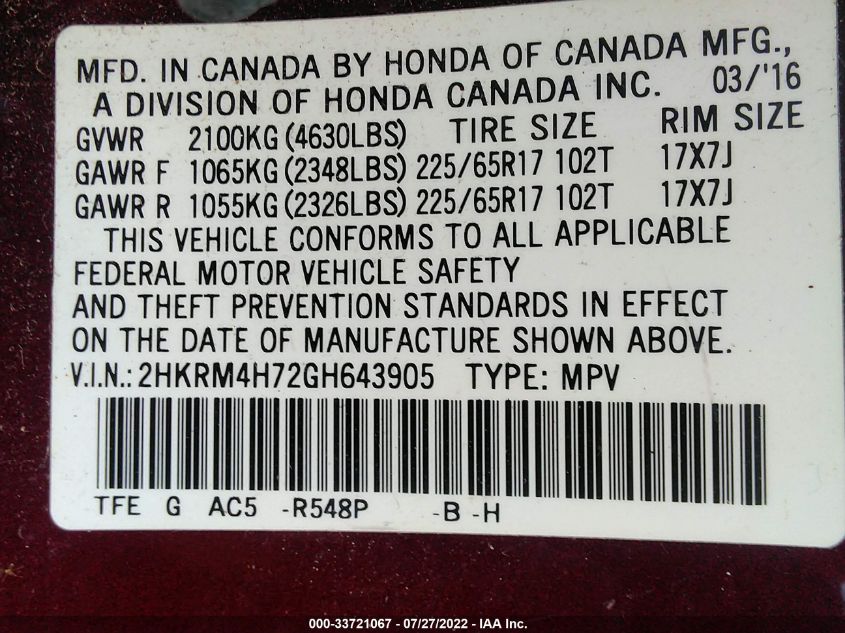 MFD. IN CANADA BY HONDA OF CANADA MFG.,
A DIVISION OF HONDA CANADA INC. 03/'16
GVWR 2100KG (4630LBS) TIRE SIZE RIM SIZE
GAWR F 1065KG (2348LBS) 225/65R17 102T 17X7J
GAWR R 1055KG (2326LBS) 225/65R17 102T 17X7J
THIS VEHICLE CONFORMS TO ALL APPLICABLE
FEDERAL MOTOR VEHICLE SAFETY
AND THEFT PREVENTION STANDARDS IN EFFECT
ON THE DATE OF MANUFACTURE SHOWN ABOVE.
V.I.N.: 2HKRM4H72GH643905 TYPE: MPV
TFE G AC5 -R548P -B -H
000-33721067 / 07/27/2022 - IAA Inc.